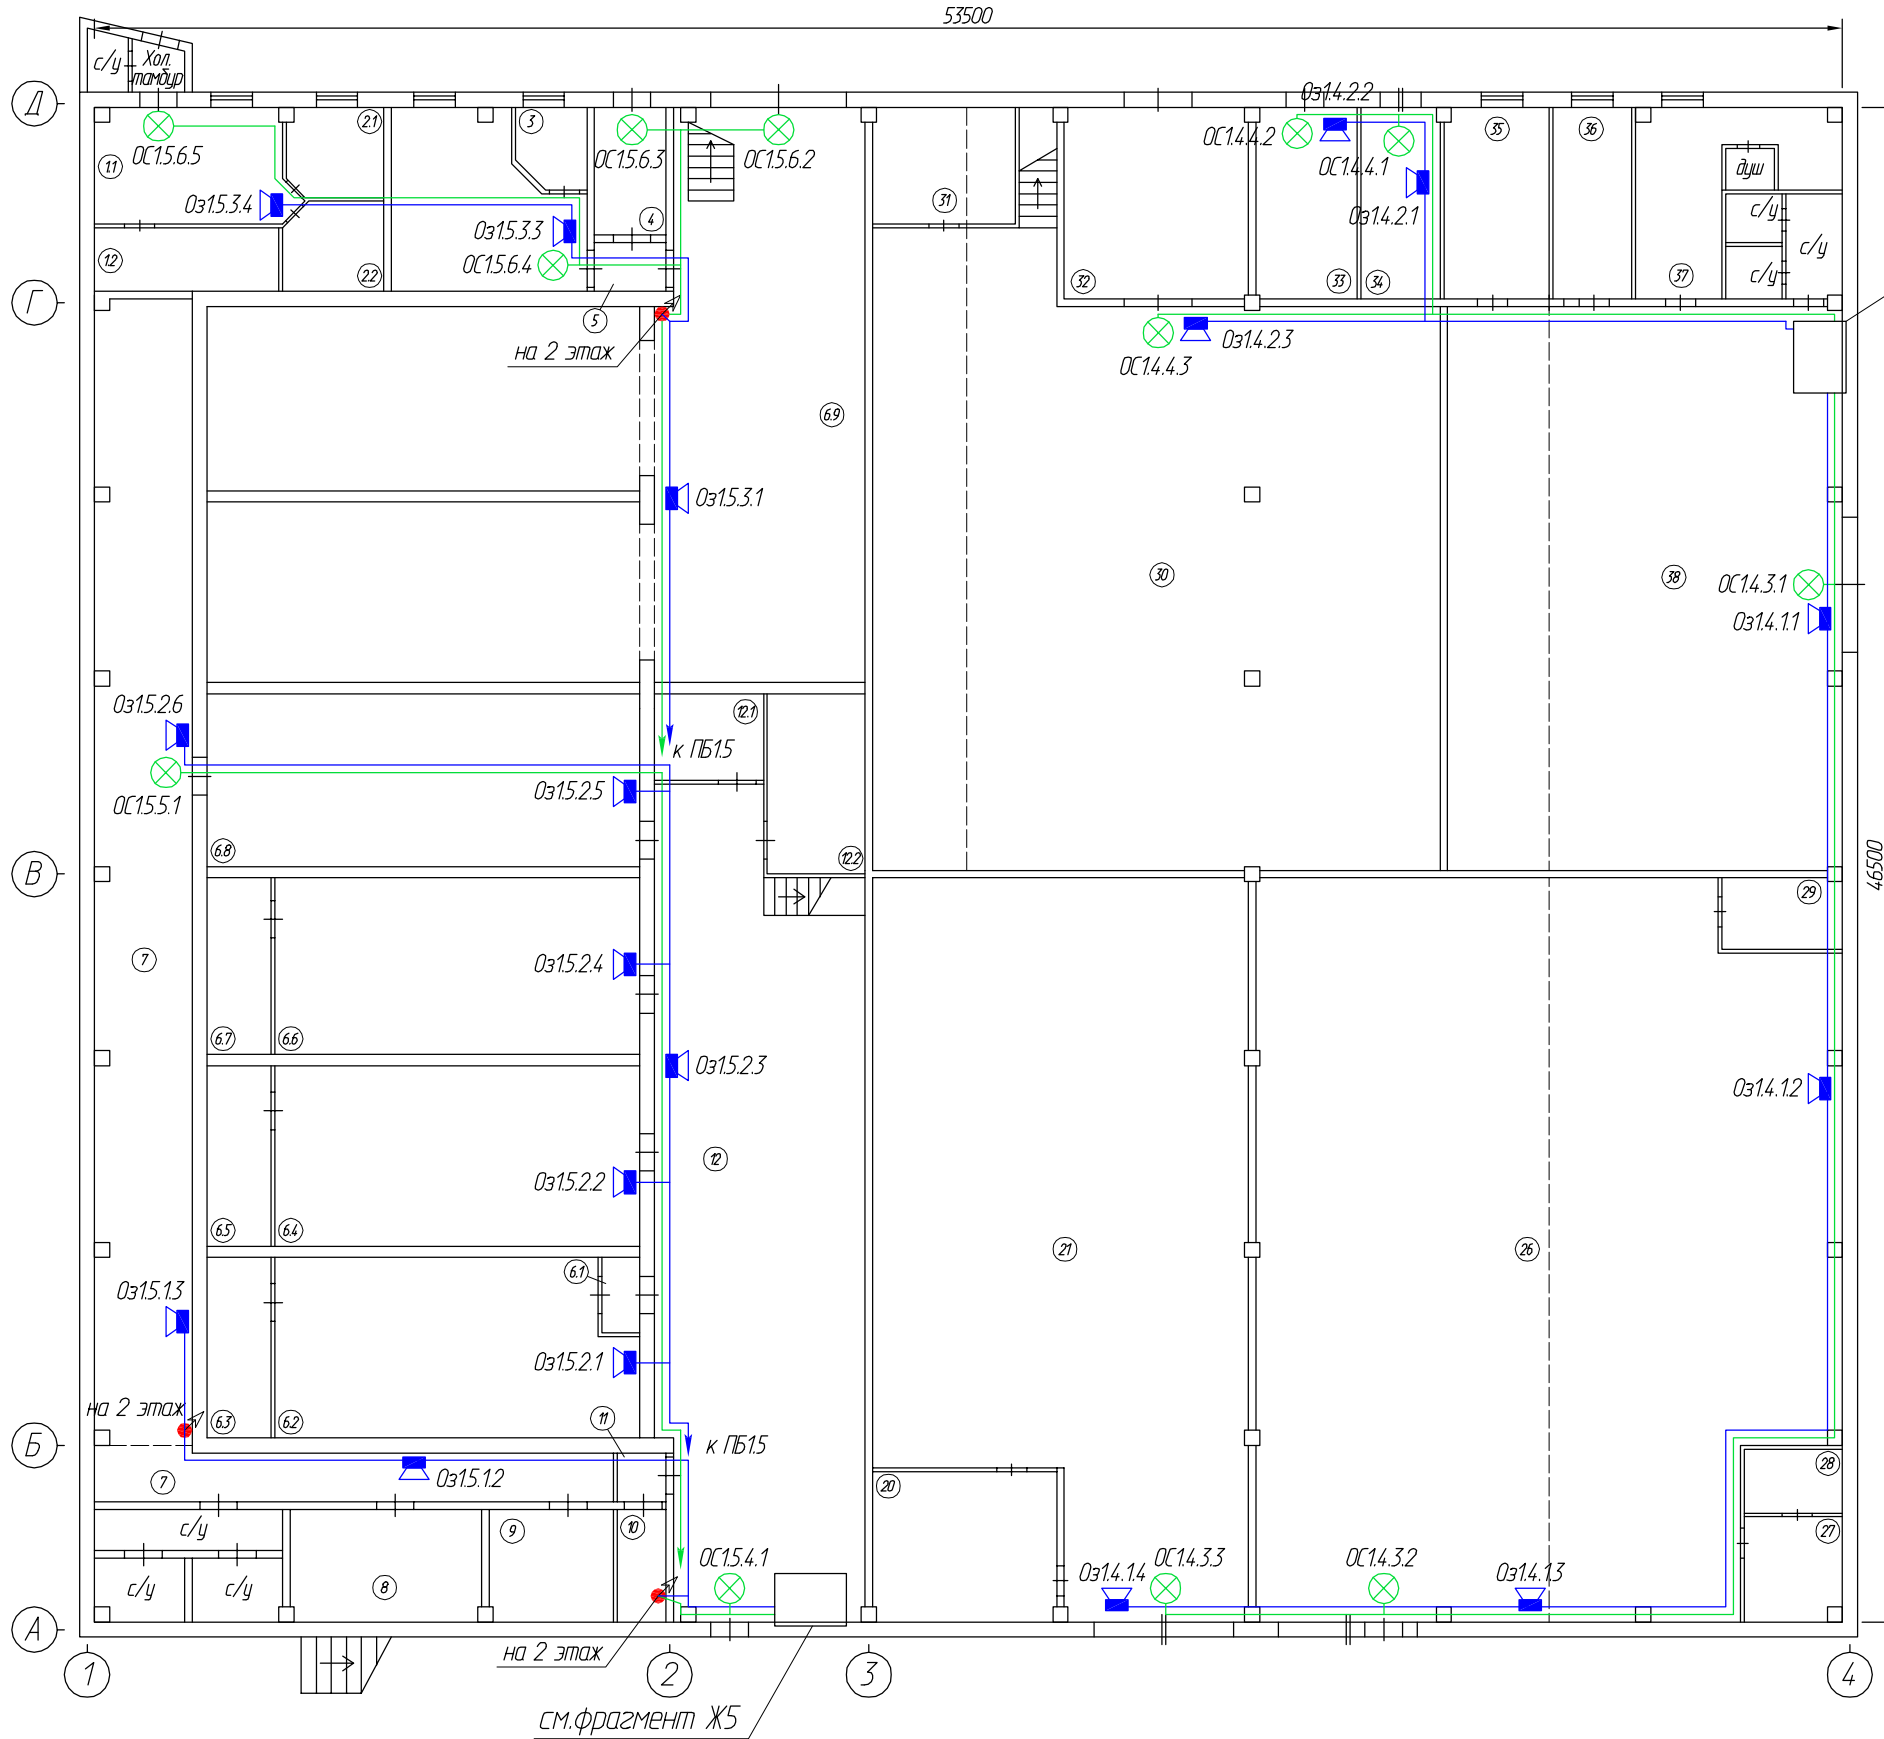 53500
с/у
Хол.
тамбур
Д
1.1
ОС1.5.6.5
2.1
3
ОС1.5.6.3
ОС1.5.6.2
Оз1.4.2.2
ОС1.4.4.2
ОС1.4.4.1
35
36
душ
Оз1.5.3.4
Оз1.5.3.3
4
31
Оз1.4.2.1
с/у
с/у
с/у
1.2
2.2
ОС1.5.6.4
32
33
34
37
Г
5
на 2 этаж
Оз1.4.2.3
ОС1.4.4.3
6.9
Оз1.5.3.1
30
38
ОС1.4.3.1
Оз1.4.1.1
Оз1.5.2.6
12.1
к ПБ1.5
ОС1.5.5.1
Оз1.5.2.5
6.8
12.2
В
46500
29
7
Оз1.5.2.4
6.7
6.6
Оз1.5.2.3
Оз1.4.1.2
12
Оз1.5.2.2
6.5
6.4
21
26
6.1
Оз1.5.1.3
Оз1.5.2.1
на 2 этаж
6.3
6.2
11
Б
к ПБ1.5
7
Оз1.5.1.2
20
28
с/у
9
10
27
с/у
с/у
8
ОС1.5.4.1
Оз1.4.1.4
ОС1.4.3.3
ОС1.4.3.2
Оз1.4.1.3
А
на 2 этаж
1
2
3
4
см.фрагмент Ж5